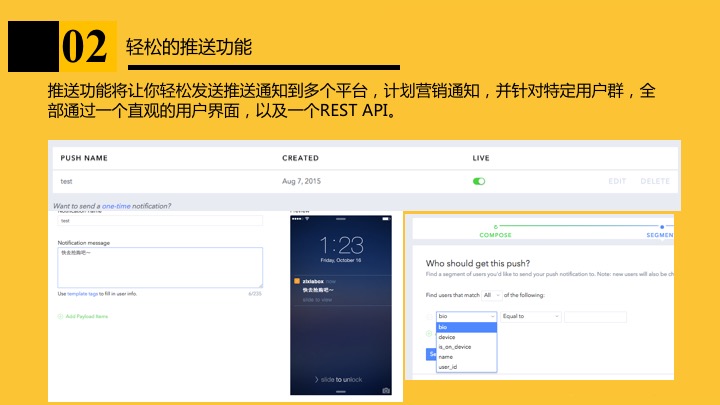 02
轻松的推送功能
推送功能将让你轻松发送推送通知到多个平台，计划营销通知，并针对特定用户群，全
部通过一个直观的用户界面，以及一个REST API。
PUSH NAME CREATED LIVE
test Aug 7, 2015 EDIT DELETE
Want to send a one-time notification?
Notification name
test
Notification message
快去抢购吧～
Use template tags to fill in user info. 6/235
Add Payload Items
Preview
1:23
Friday, October 16
zixiabox now
快去抢购吧～
slide to view
slide to unlock
COMPOSE SEGMEN
Who should get this push?
Find a segment of users you'd like to send your push notification to. Note: new users will also be ch
Find users that match All of the following:
bio Equal to
bio
device
is_on_device
name
user_id